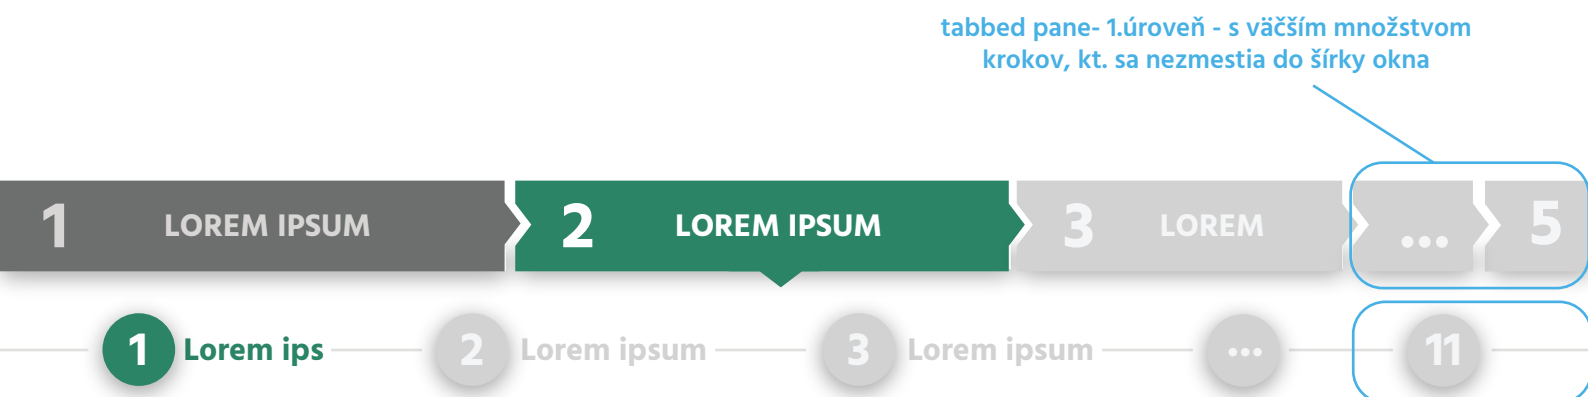 tabbed pane- 1.úroveň - s väčším množstvom
krokov, kt. sa nezmestia do šírky okna
1 LOREM IPSUM 2 LOREM IPSUM 3 LOREM ... 5
1 Lorem ips 2 Lorem ipsum 3 Lorem ipsum ... 11